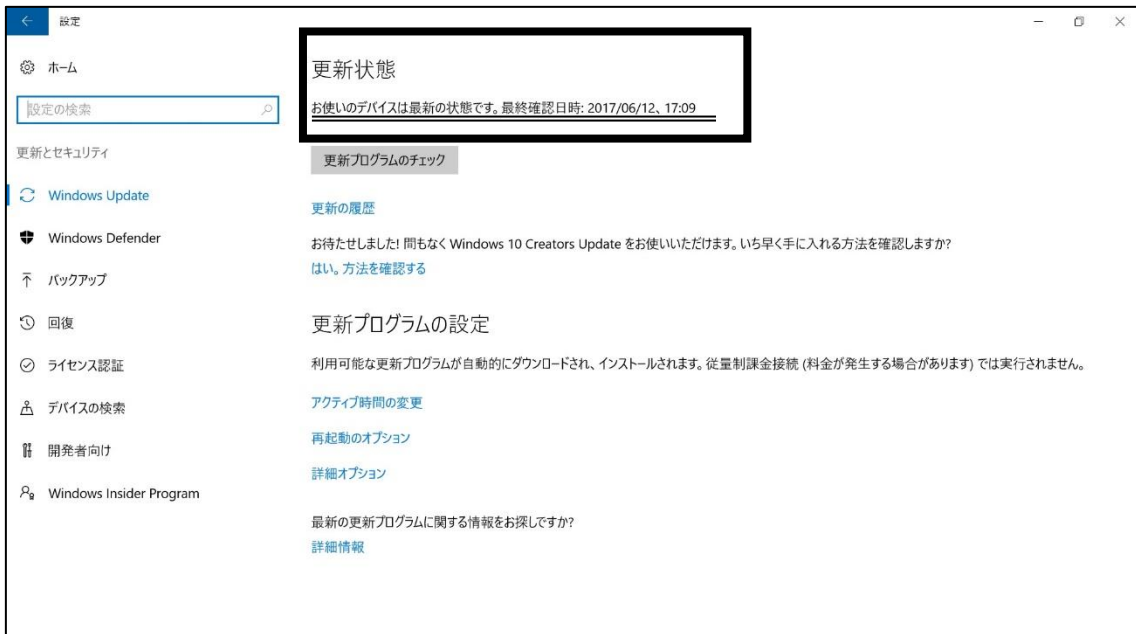 設定
ホーム
設定の検索
更新とセキュリティ
Windows Update
Windows Defender
バックアップ
回復
ライセンス認証
デバイスの検索
開発者向け
Windows Insider Program
更新状態
お使いのデバイスは最新の状態です。最終確認日時: 2017/06/12、17:09
更新プログラムのチェック
更新の履歴
お待たせしました! 間もなく Windows 10 Creators Update をお使いいただけます。いち早く手に入れる方法を確認しますか?
はい。方法を確認する
更新プログラムの設定
利用可能な更新プログラムが自動的にダウンロードされ、インストールされます。従量制課金接続 (料金が発生する場合があります) では実行されません。
アクティブ時間の変更
再起動のオプション
詳細オプション
最新の更新プログラムに関する情報をお探しですか?
詳細情報